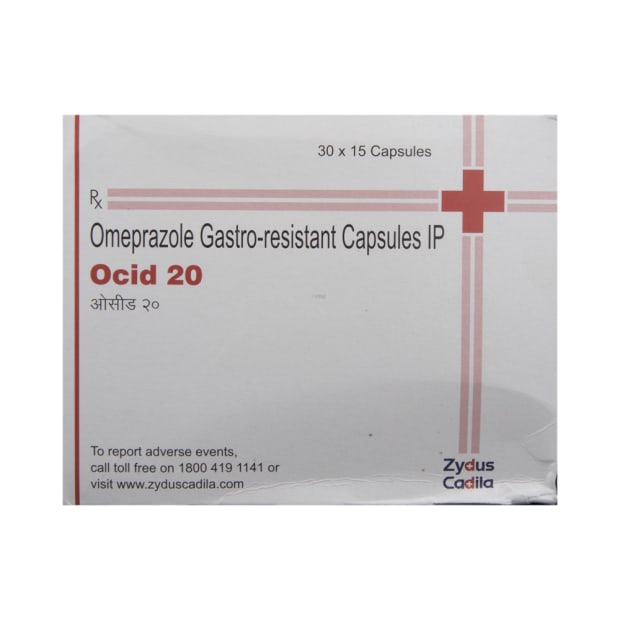 30 x 15 Capsules
Rx
Omeprazole Gastro-resistant Capsules IP
Ocid 20
ओसीड २०
To report adverse events,
call toll free on 1800 419 1141 or
visit www.zyduscadila.com
Zydus
Cadila